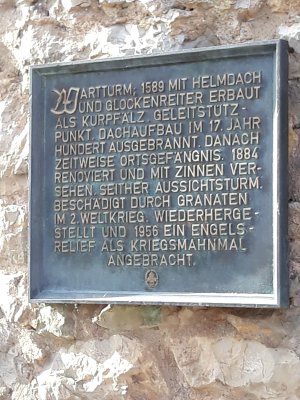 WARTTURM, 1589 MIT HELMDACH
UND GLOCKENREITER ERBAUT
ALS KURPFÄLZ. GELEITSTÜTZ-
PUNKT. DACHAUFBAU IM 17. JAHR
HUNDERT AUSGEBRANNT. DANACH
ZEITWEISE ORTSGEFÄNGNIS. 1884
RENOVIERT UND MIT ZINNEN VER-
SEHEN. SEITHER AUSSICHTSTURM.
BESCHÄDIGT DURCH GRANATEN
IM 2. WELTKRIEG. WIEDERHERGE-
STELLT UND 1956 EIN ENGELS-
RELIEF ALS KRIEGSMAHNMAL
ANGEBRACHT.